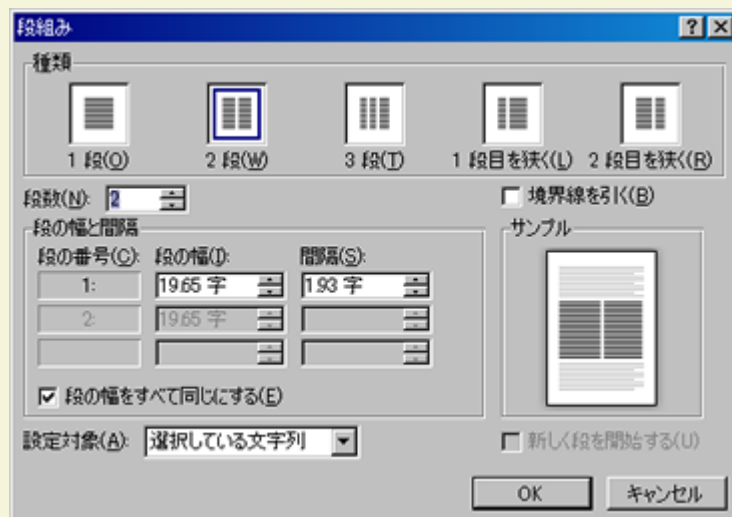 段組み
種類
1 段(O) 2 段(W) 3 段(T) 1 段目を狭く(L) 2 段目を狭く(R)
段数(N): 2 境界線を引く(B)
段の幅と間隔 サンプル
段の番号(C): 段の幅(I): 間隔(S):
1: 19.65 字 1.93 字
2: 19.65 字
段の幅をすべて同じにする(E)
設定対象(A): 選択している文字列 新しく段を開始する(U)
OK キャンセル